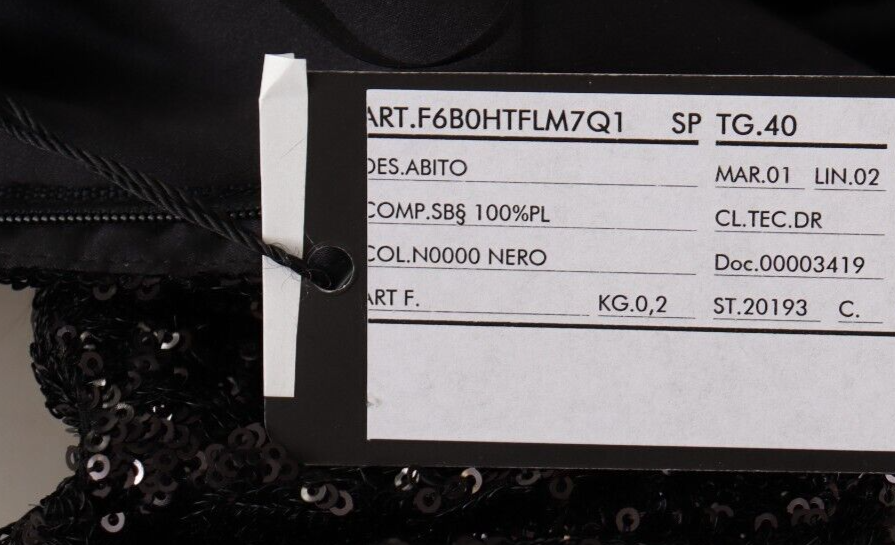 ART.F6B0HTFLM7Q1 SP TG.40
DES.ABITO MAR.01 LIN.02
COMP.SB§ 100%PL CL.TEC.DR
COL.N0000 NERO Doc.00003419
ART F. KG.0,2 ST.20193 C.